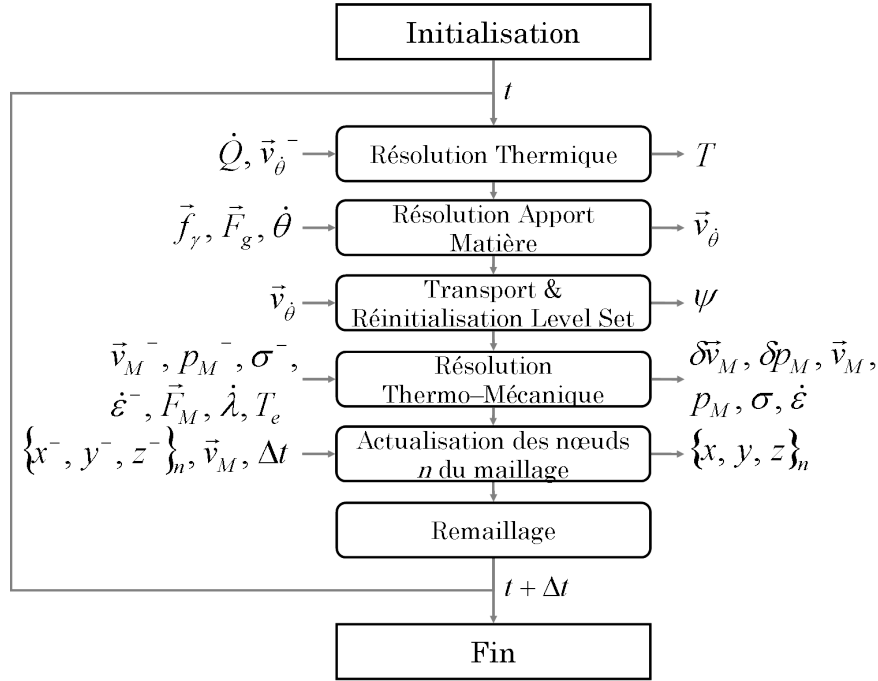 Initialisation
t
Q̇, v⃗_θ̇⁻
Résolution Thermique
T
f⃗_γ, F⃗_g, θ̇
Résolution Apport
Matière
v⃗_θ̇
v⃗_θ̇
Transport &
Réinitialisation Level Set
ψ
v⃗_M⁻, p_M⁻, σ⁻,
ε̇⁻, F⃗_M, λ̇, T_e
Résolution
Thermo–Mécanique
δv⃗_M, δp_M, v⃗_M,
p_M, σ, ε̇
{x⁻, y⁻, z⁻}_n, v⃗_M, Δt
Actualisation des nœuds
n du maillage
{x, y, z}_n
Remaillage
t + Δt
Fin